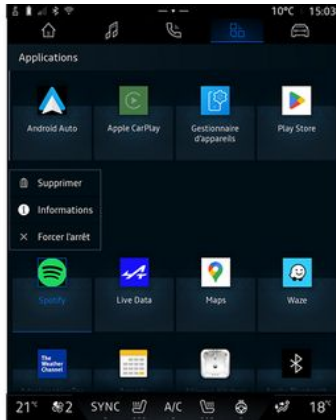 10°C 15:03
Applications
Android Auto
Apple CarPlay
Gestionnaire
d'appareils
Play Store
Supprimer
Informations
Forcer l'arrêt
Spotify
Live Data
Maps
Waze
The
Weather
Channel
21°C 2 SYNC A/C 18°